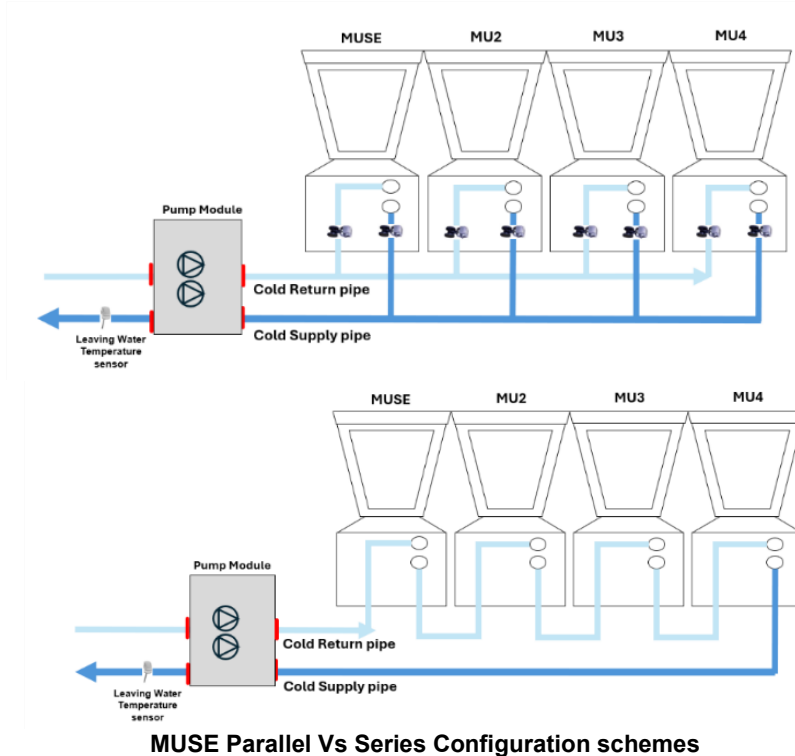 MUSE MU2 MU3 MU4
Pump Module
Cold Return pipe
Cold Supply pipe
Leaving Water
Temperature
sensor
MUSE MU2 MU3 MU4
Pump Module
Cold Return pipe
Cold Supply pipe
Leaving Water
Temperature
sensor
MUSE Parallel Vs Series Configuration schemes